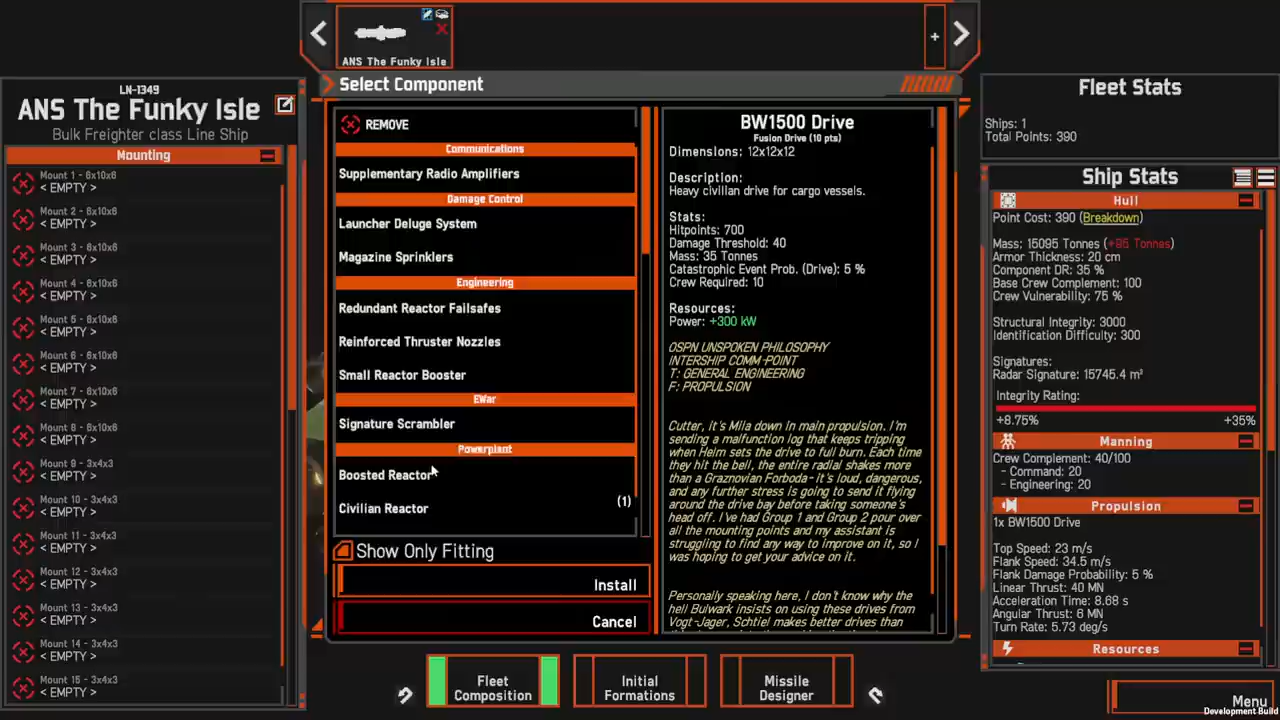 ANS The Funky Isle
LN-1349
ANS The Funky Isle
Bulk Freighter class Line Ship
Mounting
Mount 1 - 6x10x6
< EMPTY >
Mount 2 - 6x10x6
< EMPTY >
Mount 3 - 6x10x6
< EMPTY >
Mount 4 - 6x10x6
< EMPTY >
Mount 5 - 6x10x6
< EMPTY >
Mount 6 - 6x10x6
< EMPTY >
Mount 7 - 6x10x6
< EMPTY >
Mount 8 - 6x10x6
< EMPTY >
Mount 9 - 3x4x3
< EMPTY >
Mount 10 - 3x4x3
< EMPTY >
Mount 11 - 3x4x3
< EMPTY >
Mount 12 - 3x4x3
< EMPTY >
Mount 13 - 3x4x3
< EMPTY >
Mount 14 - 3x4x3
< EMPTY >
Mount 15 - 3x4x3
< EMPTY >
Select Component
REMOVE
Communications
Supplementary Radio Amplifiers
Damage Control
Launcher Deluge System
Magazine Sprinklers
Engineering
Redundant Reactor Failsafes
Reinforced Thruster Nozzles
Small Reactor Booster
EWar
Signature Scrambler
Powerplant
Boosted Reactor
Civilian Reactor (1)
Show Only Fitting
Install
Cancel
BW1500 Drive
Fusion Drive (10 pts)
Dimensions: 12x12x12
Description:
Heavy civilian drive for cargo vessels.
Stats:
Hitpoints: 700
Damage Threshold: 40
Mass: 35 Tonnes
Catastrophic Event Prob. (Drive): 5 %
Crew Required: 10
Resources:
Power: +300 kW
OSPN UNSPOKEN PHILOSOPHY
INTERSHIP COMM-POINT
T: GENERAL ENGINEERING
F: PROPULSION
Cutter, it's Mila down in main propulsion. I'm
sending a malfunction log that keeps tripping
when Helm sets the drive to full burn. Each time
they hit the bell, the entire radial shakes more
than a Graznovian Forboda- it's loud, dangerous,
and any further stress is going to send it flying
around the drive bay before taking someone's
head off. I've had Group 1 and Group 2 pour over
all the mounting points and my assistant is
struggling to find any way to improve on it, so I
was hoping to get your advice on it.
Personally speaking here, I don't know why the
hell Bulwark insists on using these drives from
Vogt-Jager, Schtiel makes better drives than
Fleet Stats
Ships: 1
Total Points: 390
Ship Stats
Hull
Point Cost: 390 (Breakdown)
Mass: 15095 Tonnes (+85 Tonnes)
Armor Thickness: 20 cm
Component DR: 35 %
Base Crew Complement: 100
Crew Vulnerability: 75 %
Structural Integrity: 3000
Identification Difficulty: 300
Signatures:
Radar Signature: 15745.4 m³
Integrity Rating:
+8.75% +35%
Manning
Crew Complement: 40/100
- Command: 20
- Engineering: 20
Propulsion
1x BW1500 Drive
Top Speed: 23 m/s
Flank Speed: 34.5 m/s
Flank Damage Probability: 5 %
Linear Thrust: 40 MN
Acceleration Time: 8.68 s
Angular Thrust: 6 MN
Turn Rate: 5.73 deg/s
Resources
Fleet
Composition
Initial
Formations
Missile
Designer
Menu
Development Build